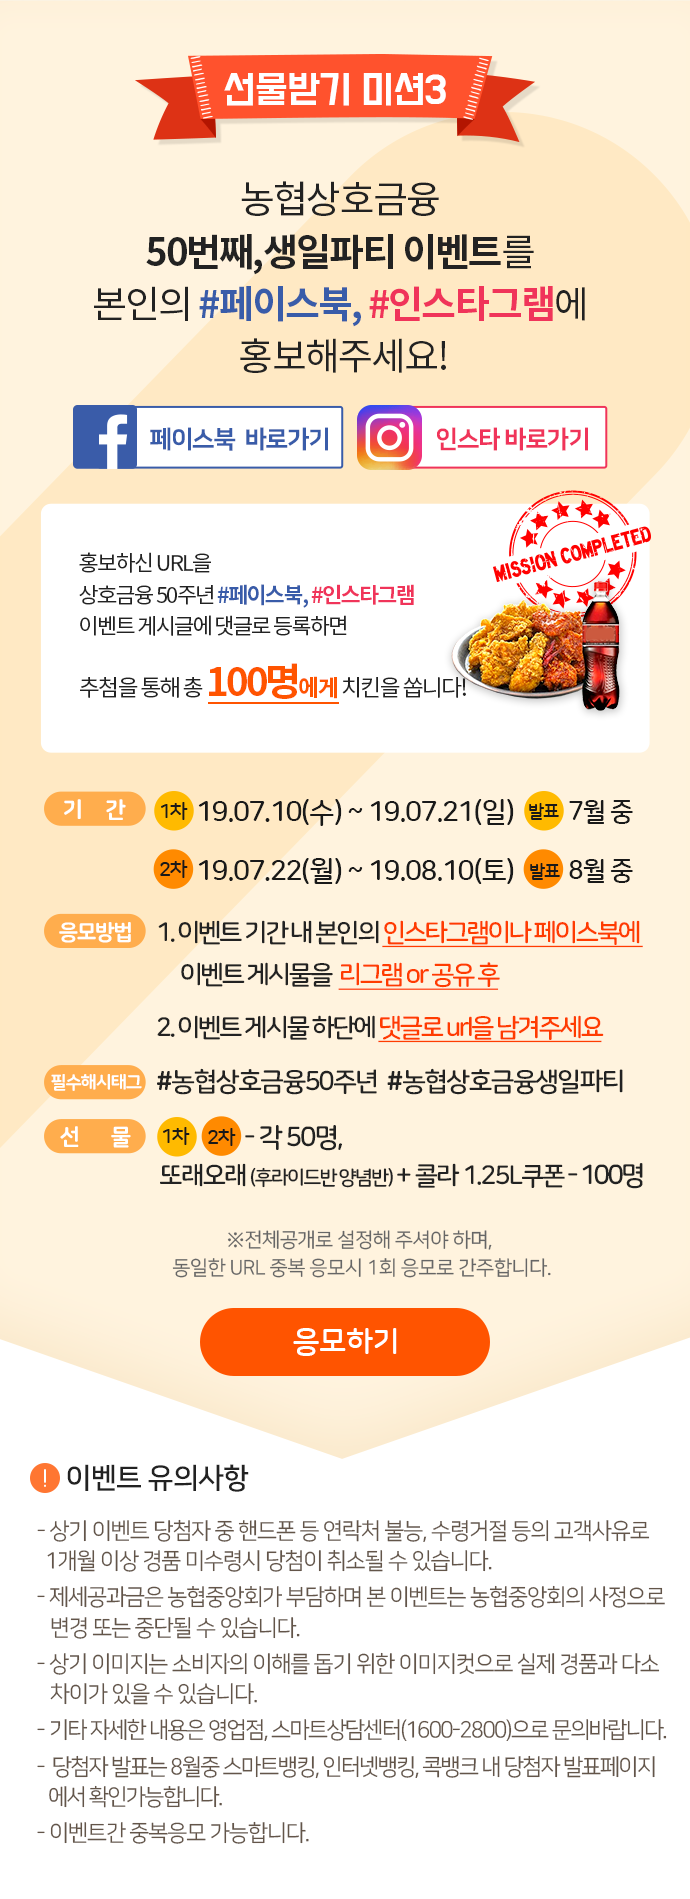 선물받기 미션3
농협상호금융
50번째,생일파티 이벤트를
본인의 #페이스북, #인스타그램에
홍보해주세요!
페이스북 바로가기
인스타 바로가기
MISSION COMPLETED
홍보하신 URL을
상호금융 50주년 #페이스북, #인스타그램
이벤트 게시글에 댓글로 등록하면
추첨을 통해 총 100명에게 치킨을 쏩니다!
기 간 1차 19.07.10(수) ~ 19.07.21(일) 발표 7월 중
2차 19.07.22(월) ~ 19.08.10(토) 발표 8월 중
응모방법 1. 이벤트 기간 내 본인의 인스타그램이나 페이스북에
이벤트 게시물을 리그램 or 공유 후
2. 이벤트 게시물 하단에 댓글로 url을 남겨주세요
필수해시태그 #농협상호금융50주년 #농협상호금융생일파티
선 물 1차 2차 - 각 50명,
또래오래 (후라이드반 양념반) + 콜라 1.25L 쿠폰 - 100명
※전체공개로 설정해 주셔야 하며,
동일한 URL 중복 응모시 1회 응모로 간주합니다.
응모하기
! 이벤트 유의사항
- 상기 이벤트 당첨자 중 핸드폰 등 연락처 불능, 수령거절 등의 고객사유로
1개월 이상 경품 미수령시 당첨이 취소될 수 있습니다.
- 제세공과금은 농협중앙회가 부담하며 본 이벤트는 농협중앙회의 사정으로
변경 또는 중단될 수 있습니다.
- 상기 이미지는 소비자의 이해를 돕기 위한 이미지컷으로 실제 경품과 다소
차이가 있을 수 있습니다.
- 기타 자세한 내용은 영업점, 스마트상담센터(1600-2800)으로 문의바랍니다.
- 당첨자 발표는 8월중 스마트뱅킹, 인터넷뱅킹, 콕뱅크 내 당첨자 발표페이지
에서 확인가능합니다.
- 이벤트간 중복응모 가능합니다.